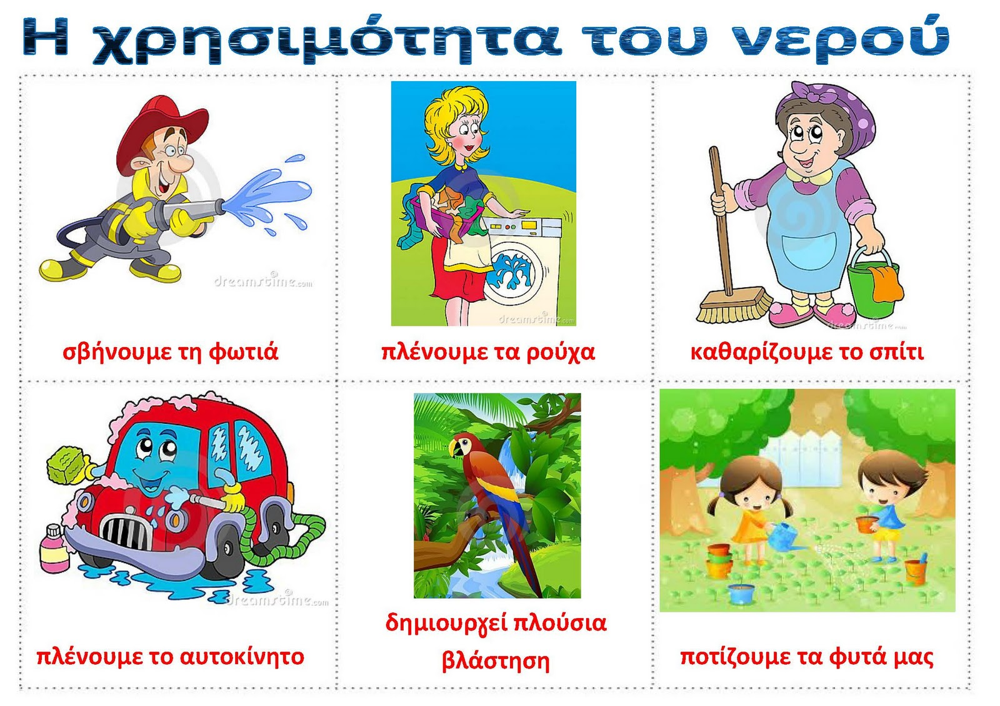 Η χρησιμότητα του νερού
dreamstime.com
dreamstime.com
dreamstime.com
σβήνουμε τη φωτιά
πλένουμε τα ρούχα
καθαρίζουμε το σπίτι
dreamstime.com
πλένουμε το αυτοκίνητο
δημιουργεί πλούσια
βλάστηση
ποτίζουμε τα φυτά μας